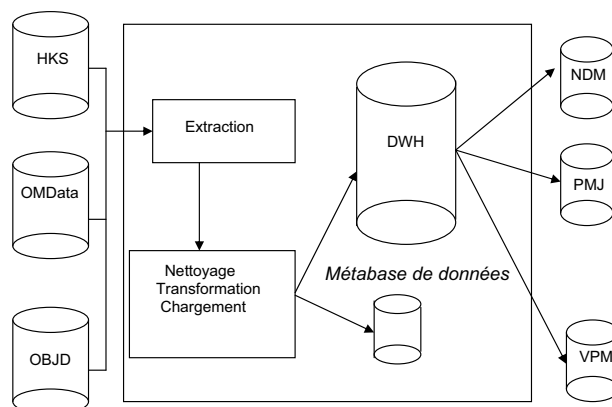 HKS
OMData
OBJD
Extraction
Nettoyage
Transformation
Chargement
DWH
Métabase de données
NDM
PMJ
VPM